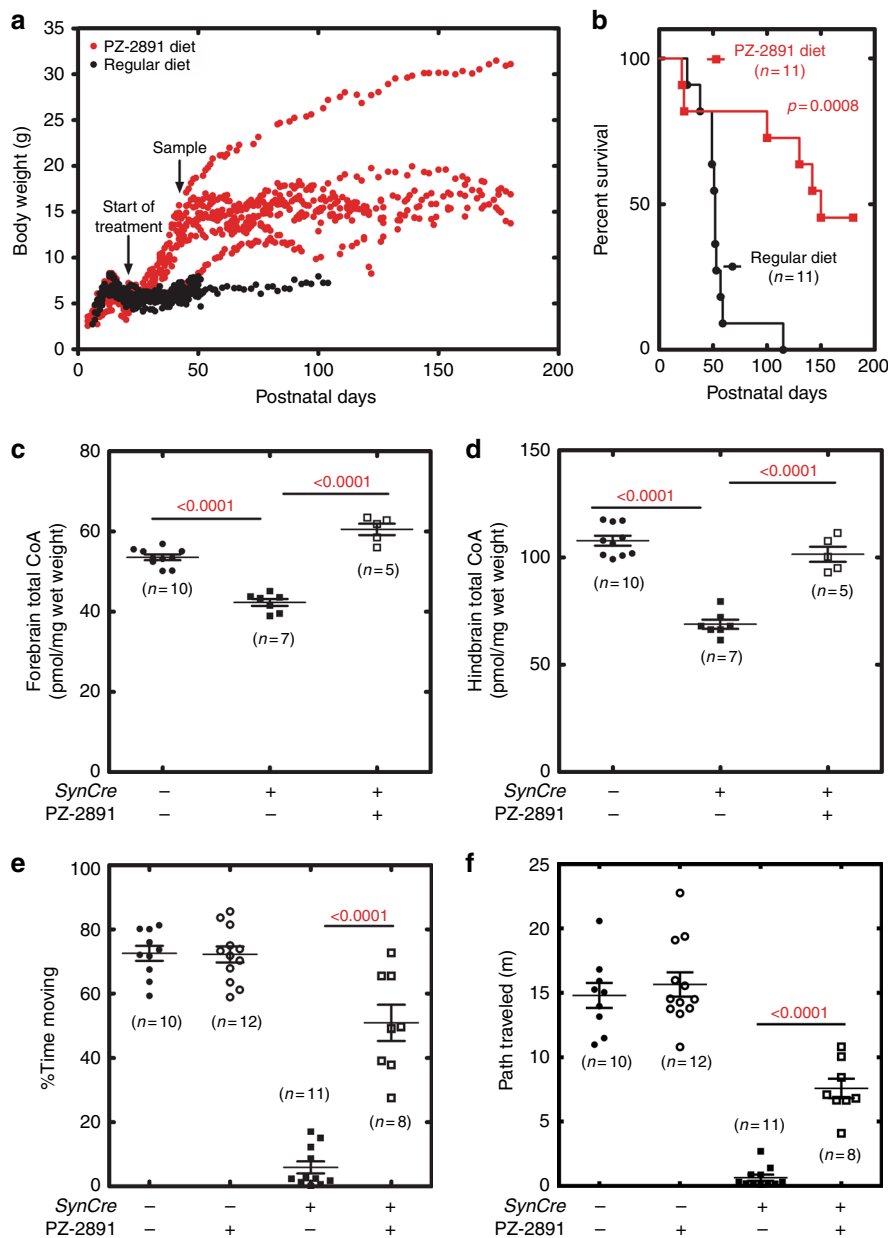 a
35
30
25
20
15
10
5
0
Body weight (g)
PZ-2891 diet
Regular diet
Sample
Start of
treatment
0
50
100
150
200
Postnatal days
b
100
50
0
Percent survival
PZ-2891 diet
(n=11)
p=0.0008
Regular diet
(n=11)
0 50 100 150 200
Postnatal days
c
80
60
40
20
0
Forebrain total CoA
(pmol/mg wet weight)
<0.0001
<0.0001
(n=10)
(n=7)
(n=5)
SynCre – + +
PZ-2891 – – +
d
150
100
50
0
Hindbrain total CoA
(pmol/mg wet weight)
<0.0001
<0.0001
(n=10)
(n=7)
(n=5)
– + +
– – +
e
100
80
60
40
20
0
%Time moving
<0.0001
(n=10)
(n=12)
(n=11)
(n=8)
SynCre – – + +
PZ-2891 – + – +
f
25
20
15
10
5
0
Path traveled (m)
<0.0001
(n=10)
(n=12)
(n=11)
(n=8)
SynCre – – + +
PZ-2891 – + – +